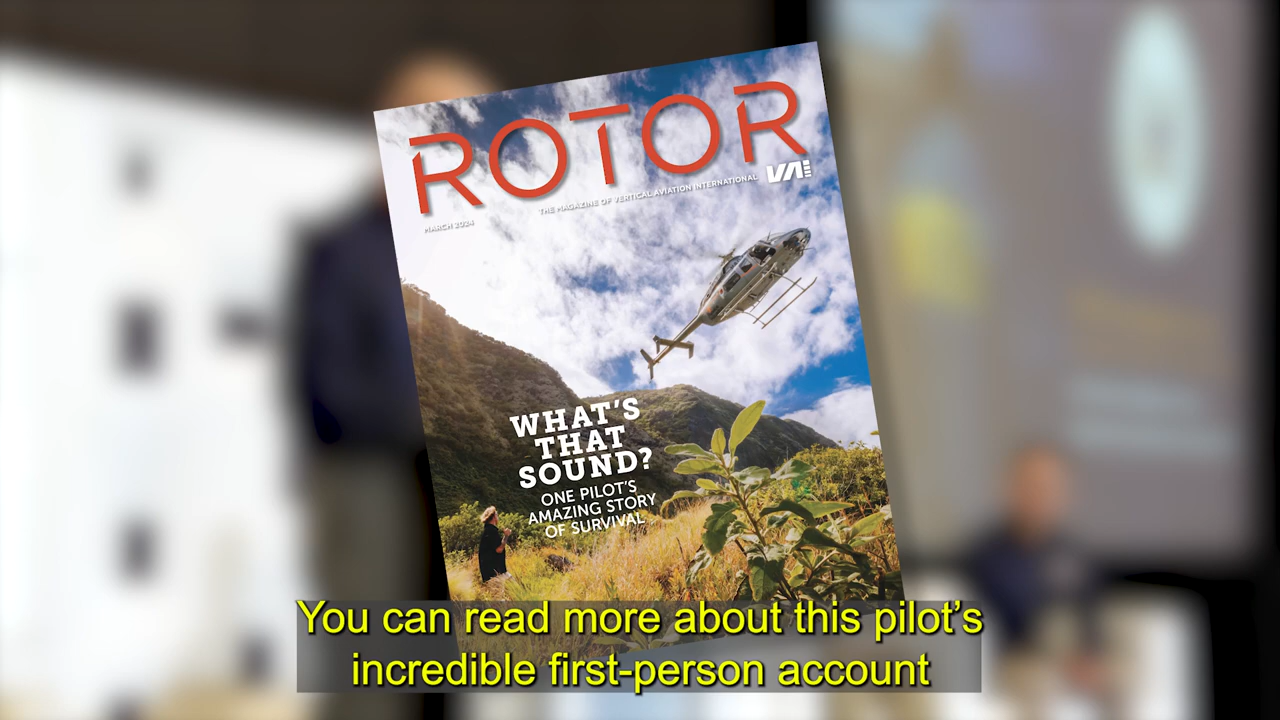 ROTOR
THE MAGAZINE OF VERTICAL AVIATION INTERNATIONAL
VAI
MARCH 2024
WHAT'S
THAT
SOUND?
ONE PILOT'S
AMAZING STORY
OF SURVIVAL
You can read more about this pilot's
incredible first-person account